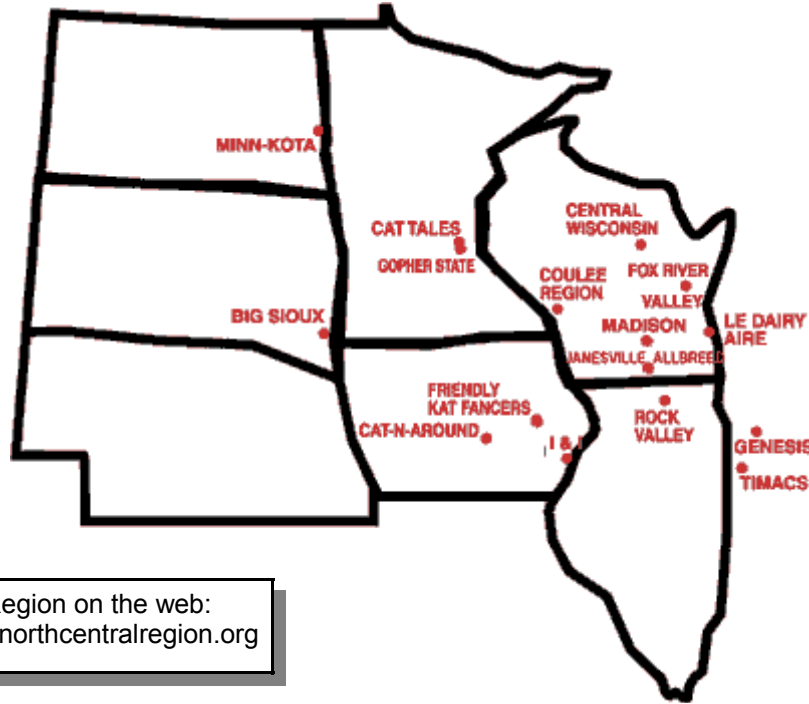 MINN-KOTA
CAT TALES
GOPHER STATE
CENTRAL
WISCONSIN
COULEE
REGION
FOX RIVER
VALLEY
BIG SIOUX
MADISON
LE DAIRY
AIRE
JANESVILLE ALLBREED
FRIENDLY
KAT FANCERS
CAT-N-AROUND
I & I
ROCK
VALLEY
GENESIS
TIMACS
egion on the web:
northcentralregion.org